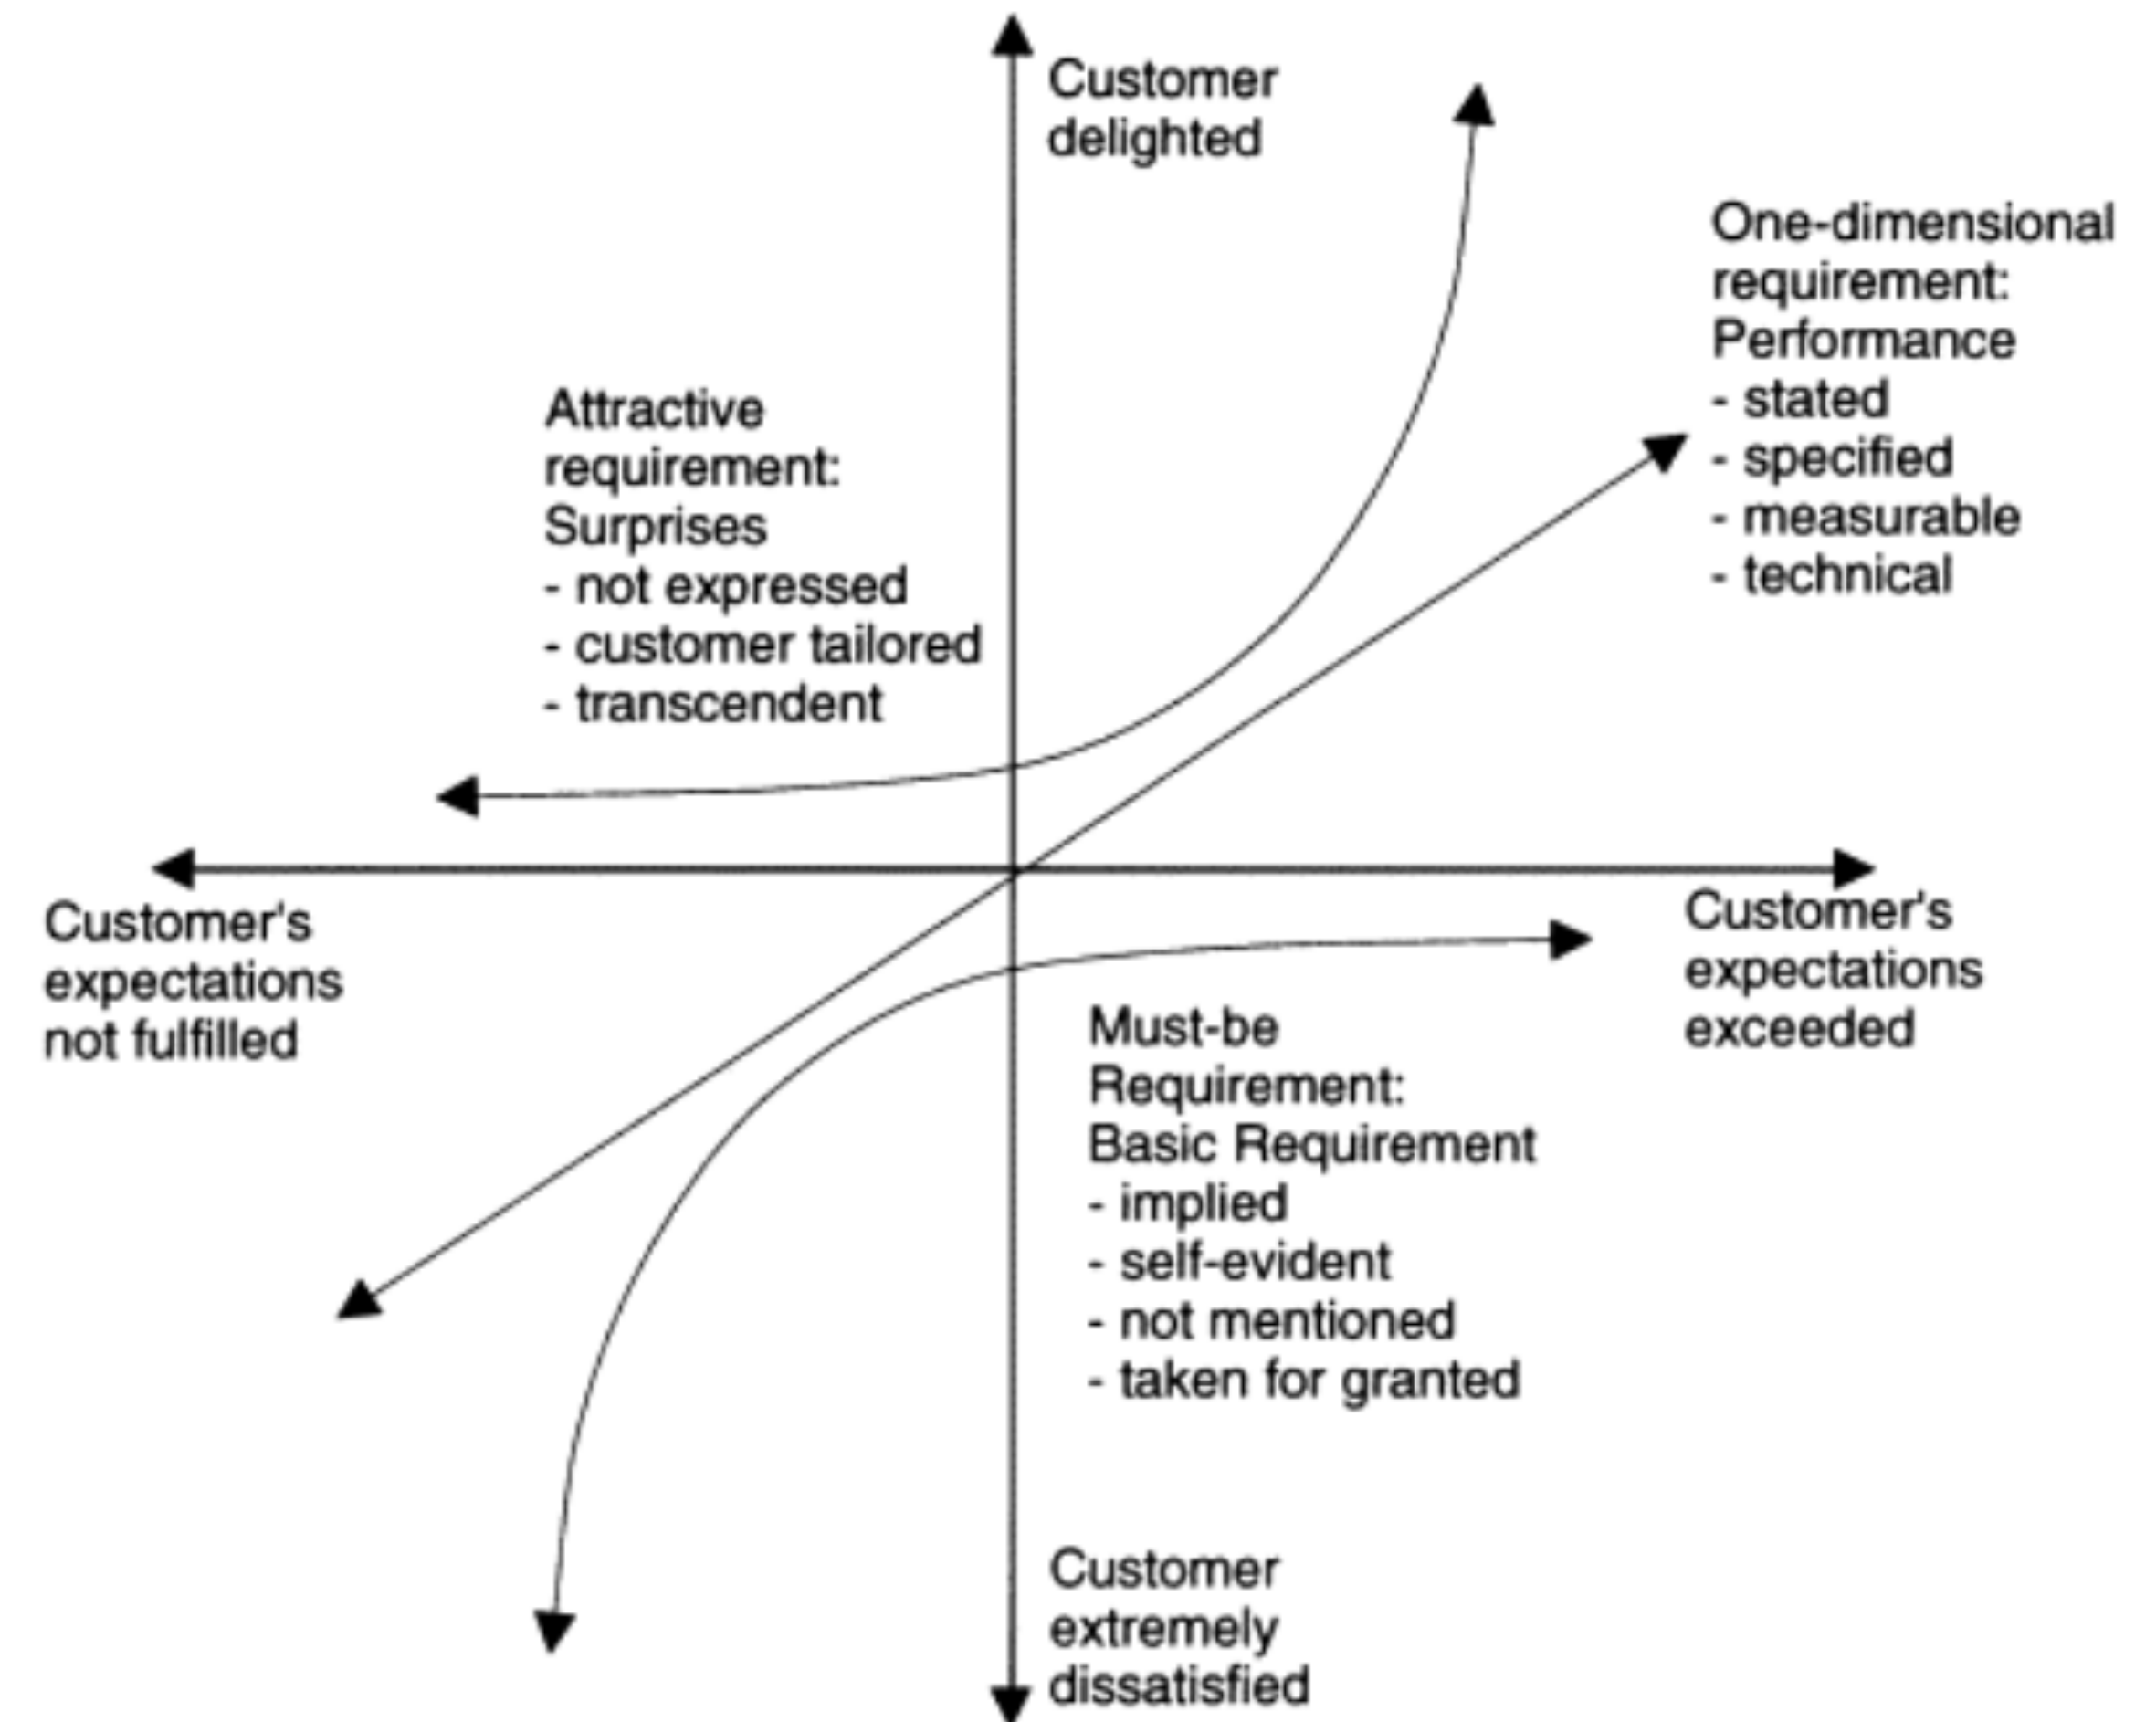 Customer
delighted
One-dimensional
requirement:
Performance
- stated
- specified
- measurable
- technical
Attractive
requirement:
Surprises
- not expressed
- customer tailored
- transcendent
Customer's
expectations
not fulfilled
Customer's
expectations
exceeded
Must-be
Requirement:
Basic Requirement
- implied
- self-evident
- not mentioned
- taken for granted
Customer
extremely
dissatisfied